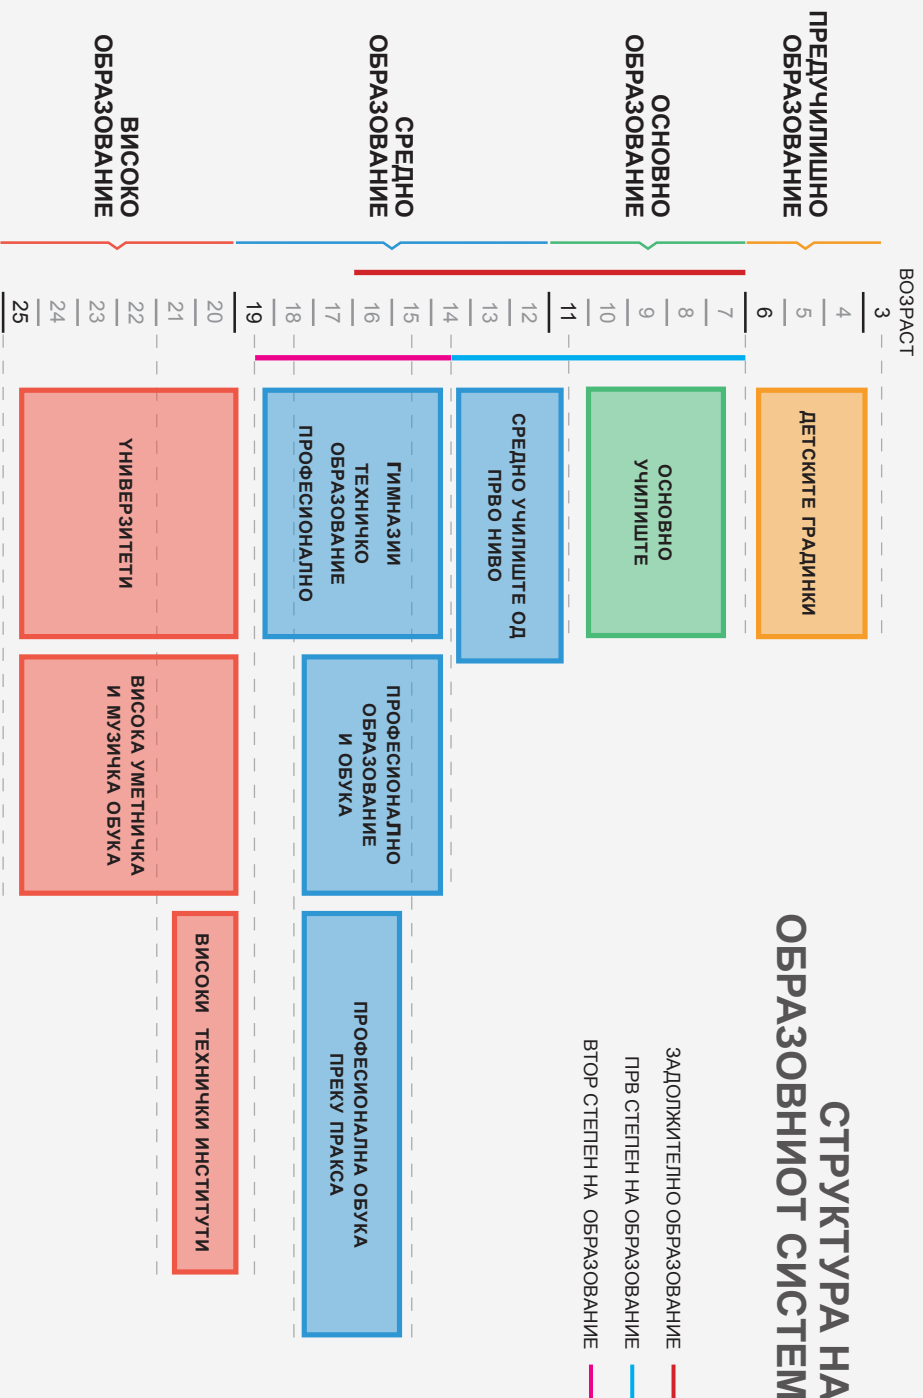 СТРУКТУРА НА
ОБРАЗОВНИОТ СИСТЕМ
ЗАДОЛЖИТЕЛНО ОБРАЗОВАНИЕ
ПРВ СТЕПЕН НА ОБРАЗОВАНИЕ
ВТОР СТЕПЕН НА ОБРАЗОВАНИЕ
ВОЗРАСТ
ПРЕДУЧИЛИШНО
ОБРАЗОВАНИЕ
3
4
5
6
ДЕТСКИТЕ ГРАДИНКИ
ОСНОВНО
ОБРАЗОВАНИЕ
7
8
9
10
11
ОСНОВНО
УЧИЛИШТЕ
СРЕДНО
ОБРАЗОВАНИЕ
12
13
14
15
16
17
18
19
СРЕДНО УЧИЛИШТЕ ОД
ПРВО НИВО
ГИМНАЗИИ
ТЕХНИЧКО
ОБРАЗОВАНИЕ
ПРОФЕСИОНАЛНО
ПРОФЕСИОНАЛНО
ОБРАЗОВАНИЕ
И ОБУКА
ПРОФЕСИОНАЛНА ОБУКА
ПРЕКУ ПРАКСА
ВИСОКО
ОБРАЗОВАНИЕ
20
21
22
23
24
25
УНИВЕРЗИТЕТИ
ВИСОКА УМЕТНИЧКА
И МУЗИЧКА ОБУКА
ВИСОКИ ТЕХНИЧКИ ИНСТИТУТИ